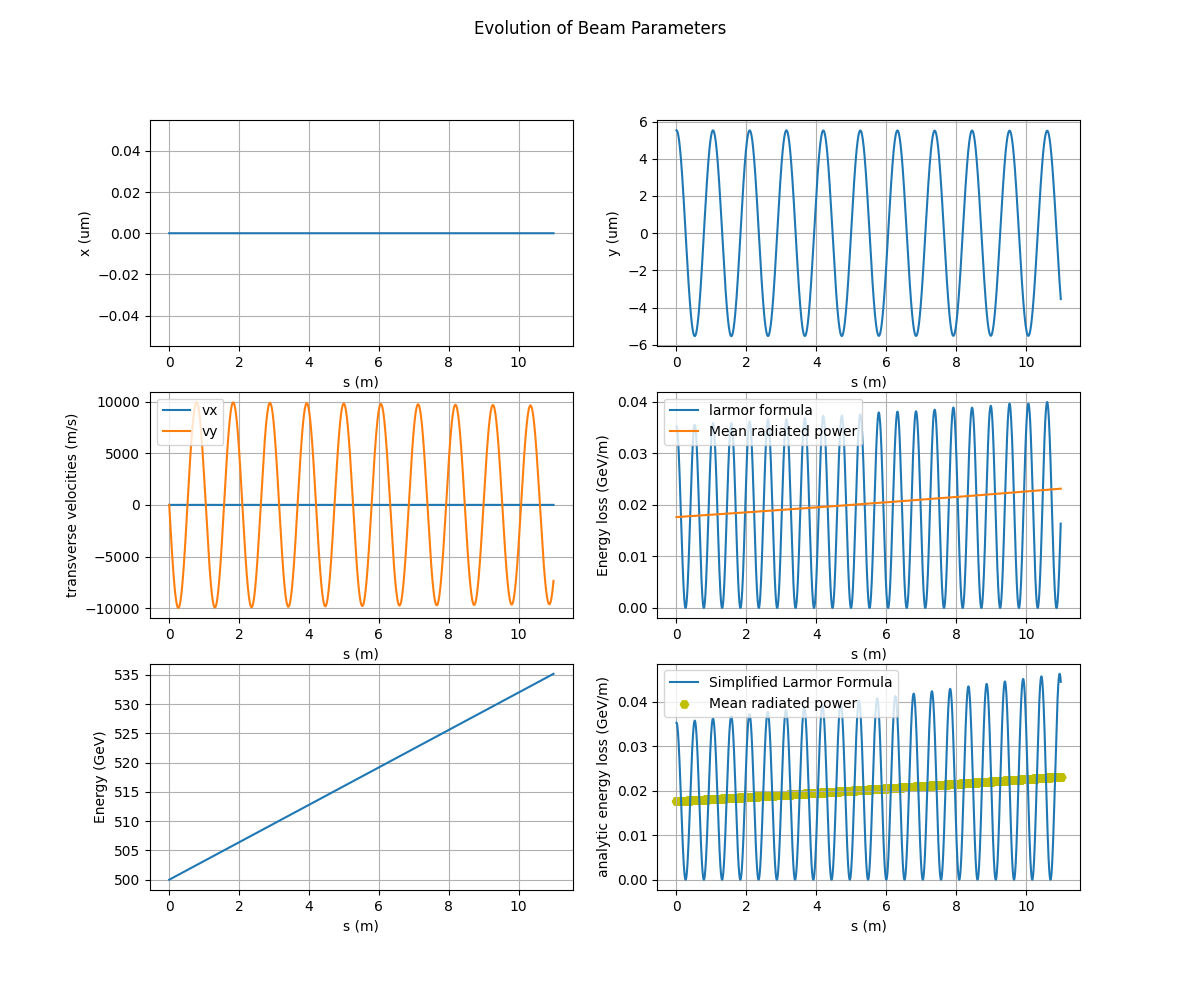 Evolution of Beam Parameters
0.04
0.02
0.00
−0.02
−0.04
x (um)
0 2 4 6 8 10
s (m)
6
4
2
0
−2
−4
−6
y (um)
0 2 4 6 8 10
s (m)
10000
5000
0
−5000
−10000
transverse velocities (m/s)
vx
vy
0 2 4 6 8 10
s (m)
0.04
0.03
0.02
0.01
0.00
Energy loss (GeV/m)
larmor formula
Mean radiated power
0 2 4 6 8 10
s (m)
535
530
525
520
515
510
505
500
Energy (GeV)
0 2 4 6 8 10
s (m)
0.04
0.03
0.02
0.01
0.00
analytic energy loss (GeV/m)
Simplified Larmor Formula
Mean radiated power
0 2 4 6 8 10
s (m)